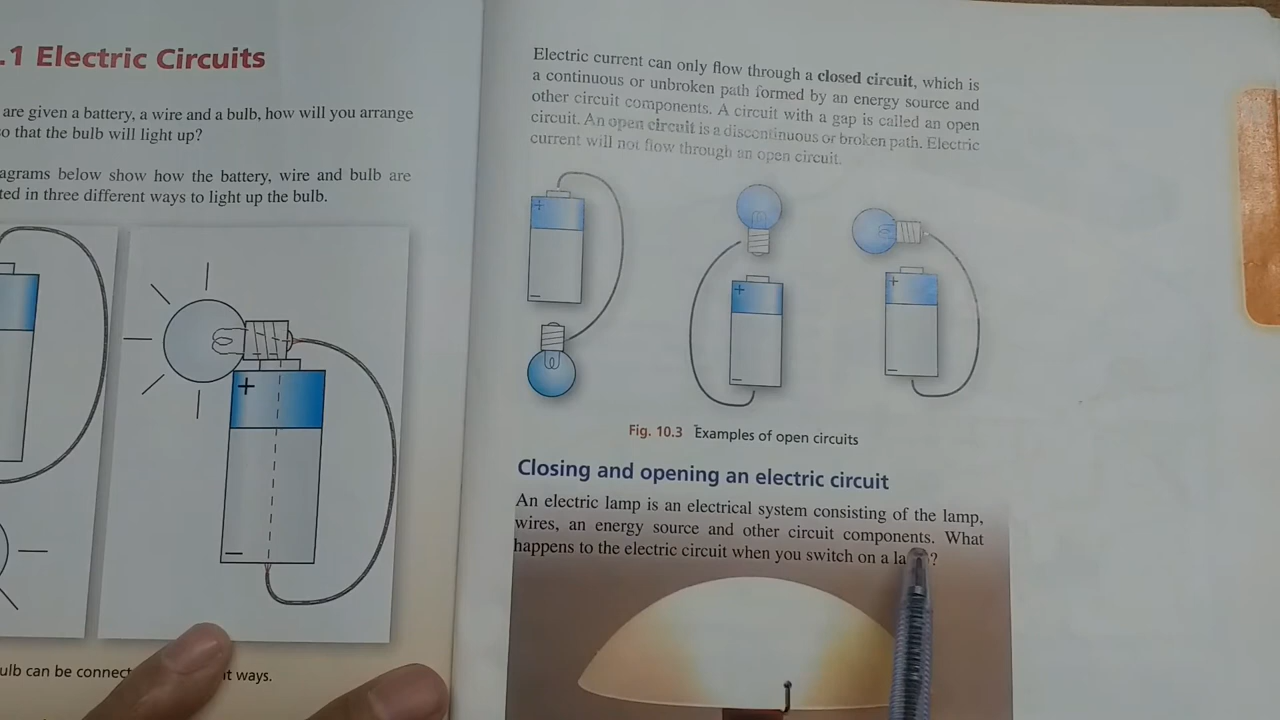 .1 Electric Circuits
are given a battery, a wire and a bulb, how will you arrange
o that the bulb will light up?
agrams below show how the battery, wire and bulb are
ted in three different ways to light up the bulb.
+
−
ulb can be connect
t ways.
Electric current can only flow through a closed circuit, which is
a continuous or unbroken path formed by an energy source and
other circuit components. A circuit with a gap is called an open
circuit. An open circuit is a discontinuous or broken path. Electric
current will not flow through an open circuit.
+
−
+
−
+
−
Fig. 10.3 Examples of open circuits
Closing and opening an electric circuit
An electric lamp is an electrical system consisting of the lamp,
wires, an energy source and other circuit components. What
happens to the electric circuit when you switch on a la ?